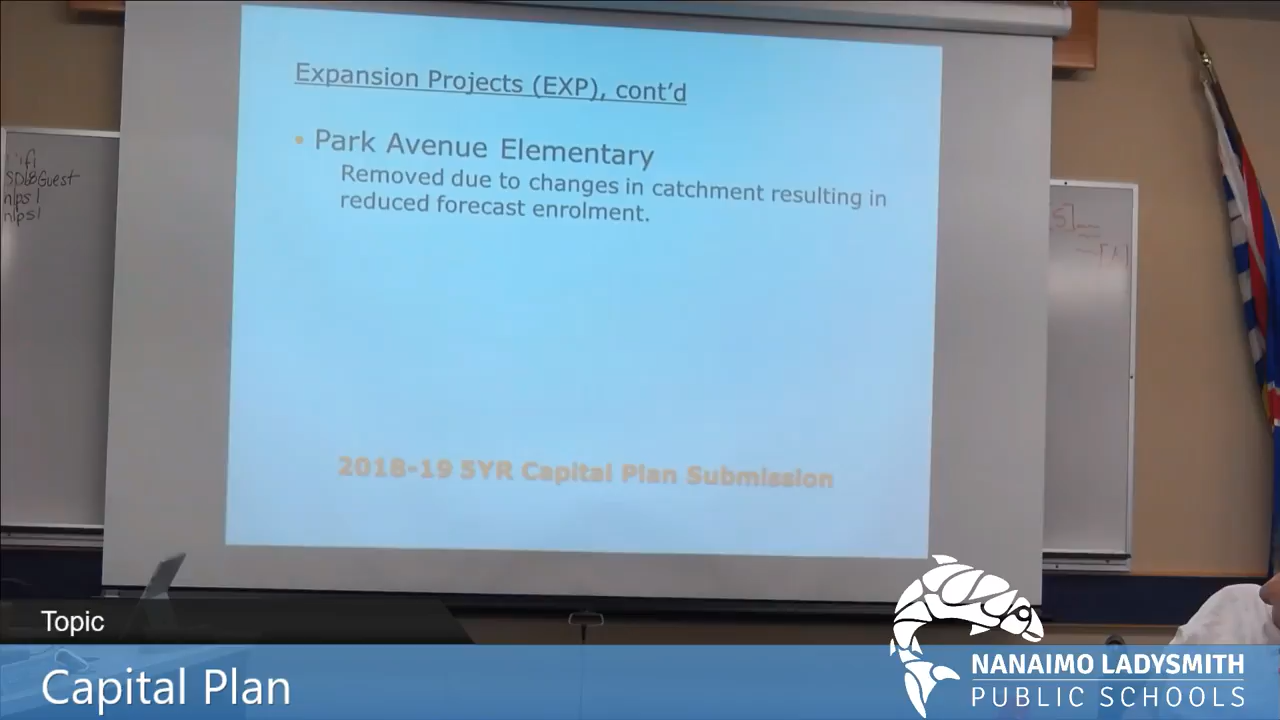 Expansion Projects (EXP), cont’d
• Park Avenue Elementary
Removed due to changes in catchment resulting in
reduced forecast enrolment.
2018-19 5YR Capital Plan Submission
SD68Guest
nlps1
nlps1
[S]
[A]
Topic
Capital Plan
NANAIMO LADYSMITH
PUBLIC SCHOOLS